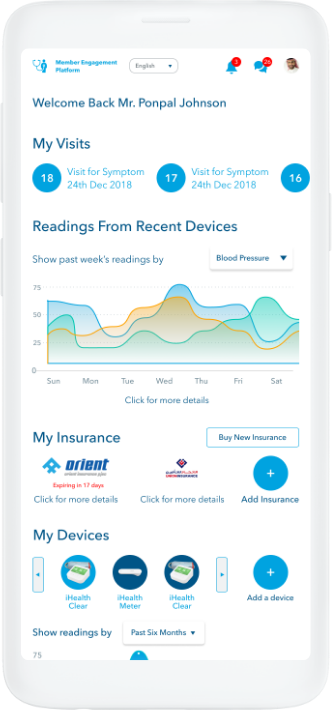 Member Engagement
Platform
English
3
26
Welcome Back Mr. Ponpal Johnson
My Visits
18
Visit for Symptom
24th Dec 2018
17
Visit for Symptom
24th Dec 2018
16
Readings From Recent Devices
Show past week's readings by
Blood Pressure
75
50
25
0
Sun Mon Tue Wed Thu Fri Sat
Click for more details
My Insurance
Buy New Insurance
orient
Expiring in 17 days
Click for more details
Click for more details
Add Insurance
My Devices
iHealth
Clear
iHealth
Meter
iHealth
Clear
Add a device
Show readings by
Past Six Months
75